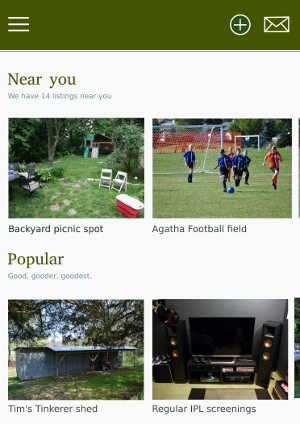 Near you
We have 14 listings near you
Backyard picnic spot
Agatha Football field
Popular
Good, gooder, goodest.
Tim's Tinkerer shed
Regular IPL screenings